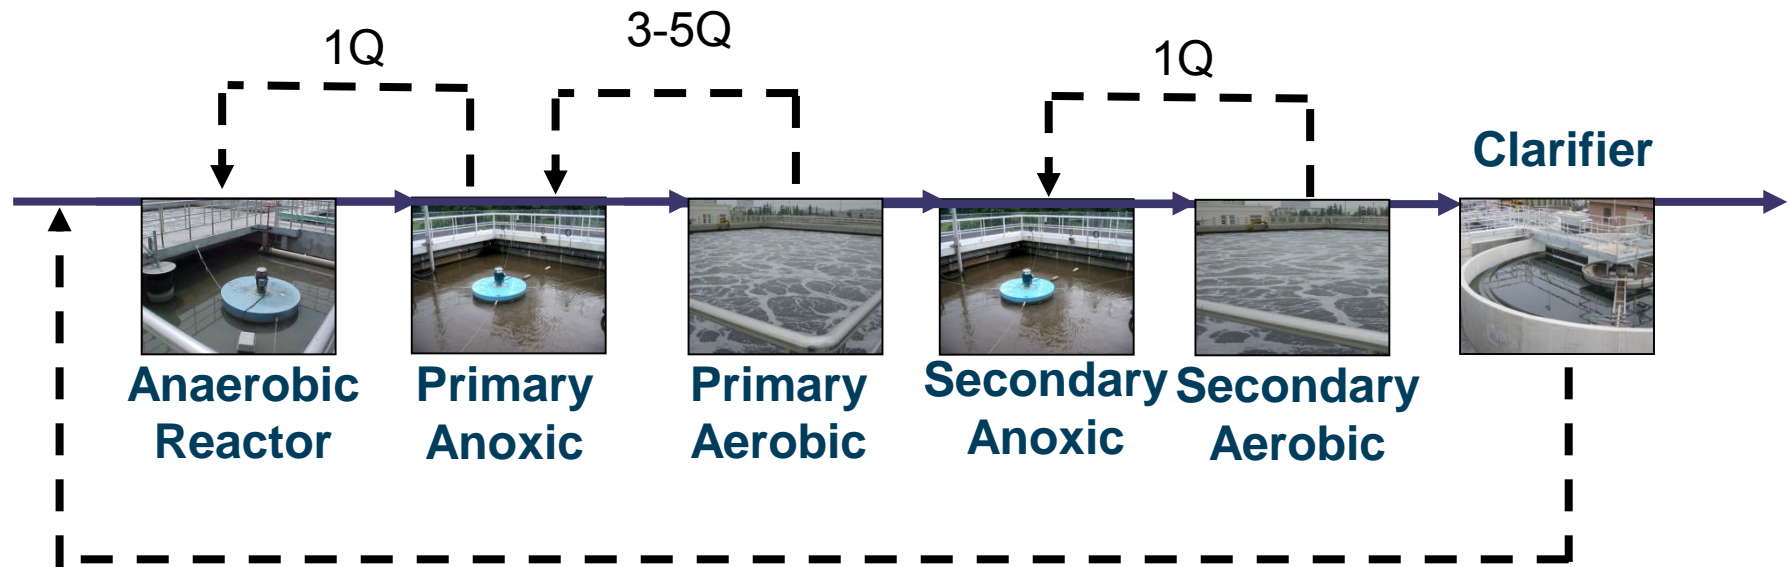 1Q
3-5Q
1Q
Clarifier
Anaerobic
Reactor
Primary
Anoxic
Primary
Aerobic
Secondary
Anoxic
Secondary
Aerobic